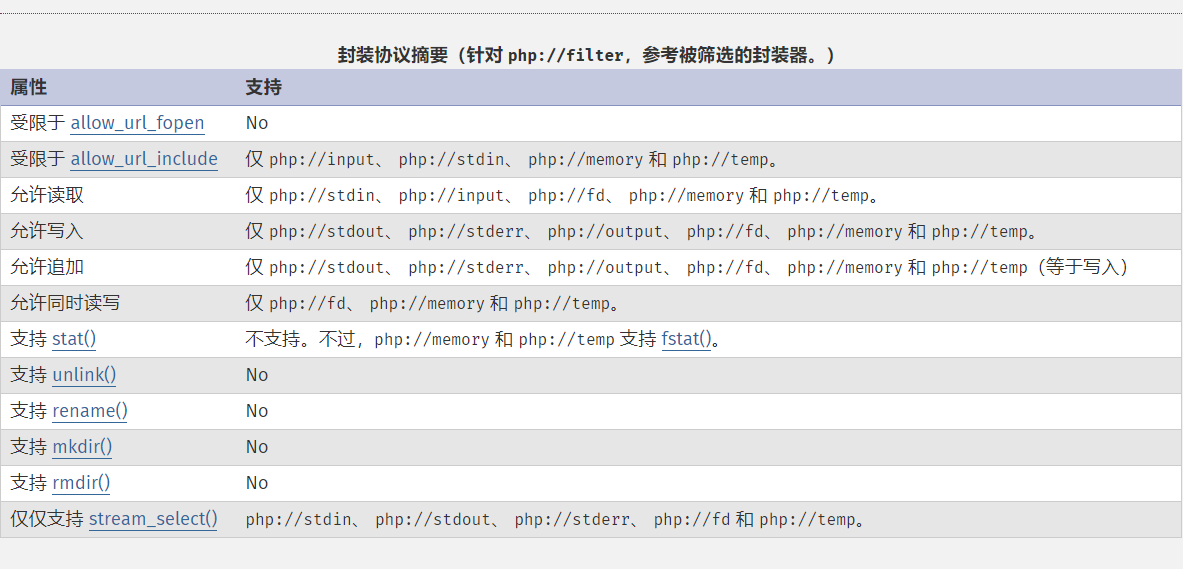 封装协议摘要（针对 php://filter，参考被筛选的封装器。）
属性 支持
受限于 allow_url_fopen No
受限于 allow_url_include 仅 php://input、 php://stdin、 php://memory 和 php://temp。
允许读取 仅 php://stdin、 php://input、 php://fd、 php://memory 和 php://temp。
允许写入 仅 php://stdout、 php://stderr、 php://output、 php://fd、 php://memory 和 php://temp。
允许追加 仅 php://stdout、 php://stderr、 php://output、 php://fd、 php://memory 和 php://temp（等于写入）
允许同时读写 仅 php://fd、 php://memory 和 php://temp。
支持 stat() 不支持。不过，php://memory 和 php://temp 支持 fstat()。
支持 unlink() No
支持 rename() No
支持 mkdir() No
支持 rmdir() No
仅仅支持 stream_select() php://stdin、 php://stdout、 php://stderr、 php://fd 和 php://temp。